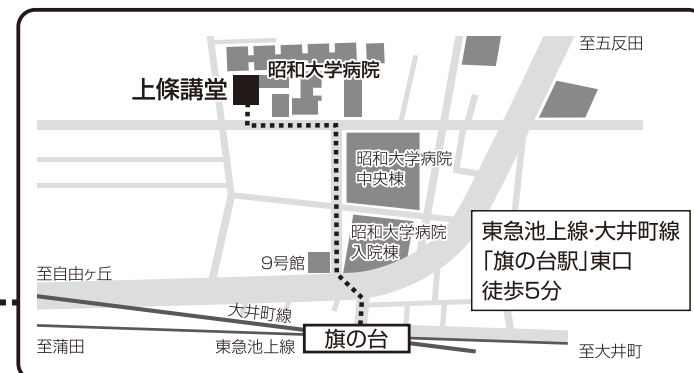 至五反田
昭和大学病院
上條講堂
昭和大学病院
中央棟
昭和大学病院
入院棟
9号館
東急池上線・大井町線
「旗の台駅」東口
徒歩5分
至自由ヶ丘
大井町線
旗の台
至蒲田
東急池上線
至大井町